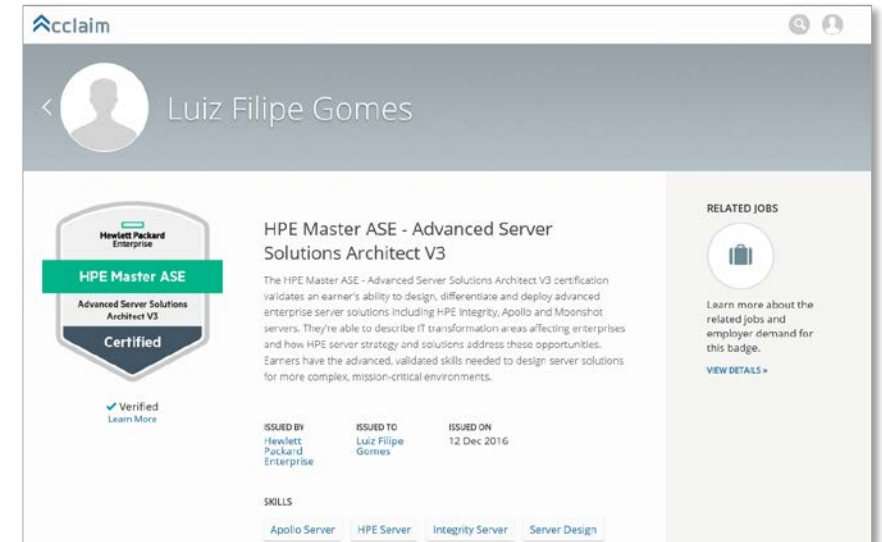 Acclaim
Luiz Filipe Gomes
Hewlett Packard
Enterprise
HPE Master ASE
Advanced Server Solutions
Architect V3
Certified
Verified
Learn More
HPE Master ASE - Advanced Server
Solutions Architect V3
The HPE Master ASE - Advanced Server Solutions Architect V3 certification
validates an earner's ability to design, differentiate and deploy advanced
enterprise server solutions including HPE Integrity, Apollo and Moonshot
servers. They're able to describe IT transformation areas affecting enterprises
and how HPE server strategy and solutions address these opportunities.
Earners have the advanced, validated skills needed to design server solutions
for more complex, mission-critical environments.
ISSUED BY
Hewlett
Packard
Enterprise
ISSUED TO
Luiz Filipe
Gomes
ISSUED ON
12 Dec 2016
SKILLS
Apollo Server HPE Server Integrity Server Server Design
RELATED JOBS
Learn more about the
related jobs and
employer demand for
this badge.
VIEW DETAILS »